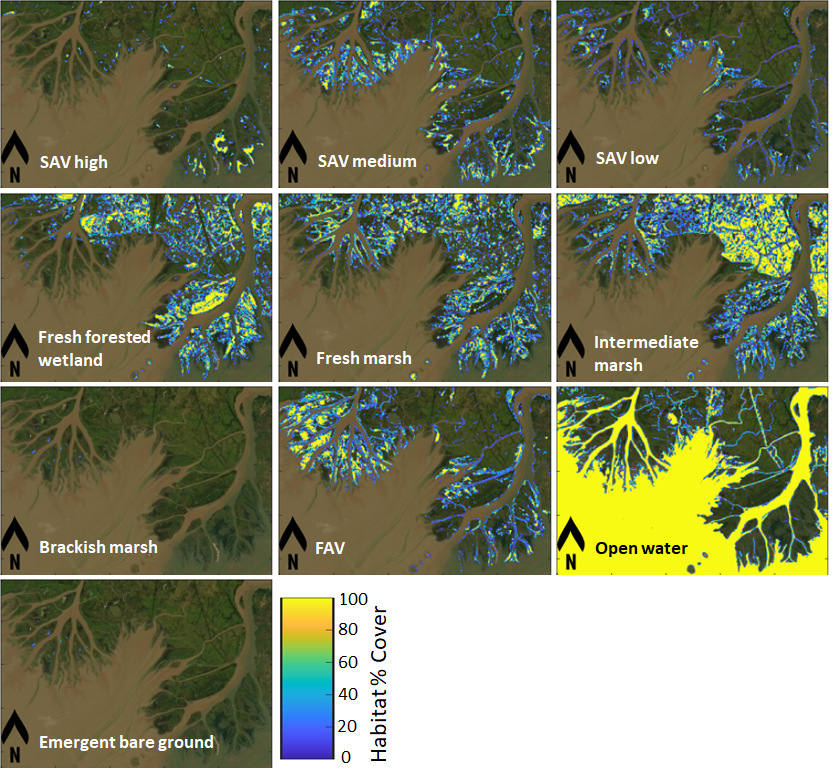 SAV high
N
SAV medium
N
SAV low
N
Fresh forested
wetland
N
Fresh marsh
N
Intermediate
marsh
N
Brackish marsh
N
FAV
N
Open water
N
Emergent bare ground
N
100
80
60
40
20
0
Habitat % Cover